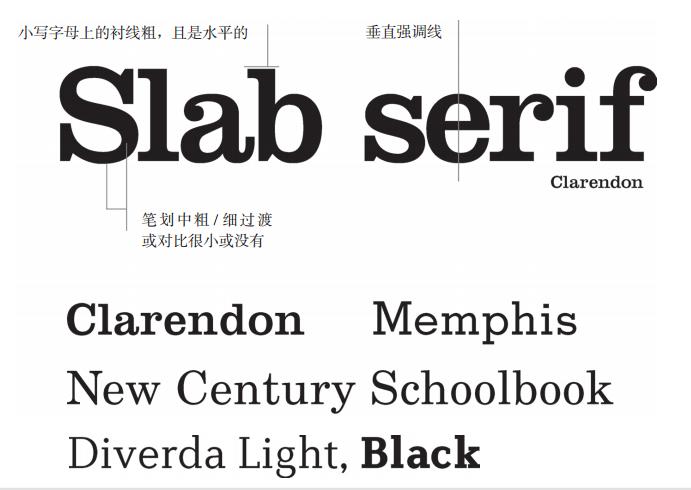 小写字母上的衬线粗，且是水平的
垂直强调线
Slab serif
Clarendon
笔划中粗/细过渡
或对比很小或没有
Clarendon Memphis
New Century Schoolbook
Diverda Light, Black